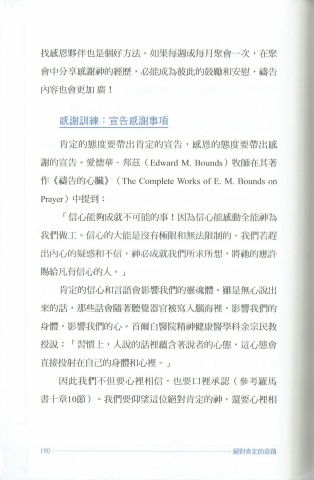 找感恩夥伴也是個好方法。如果每週或每月聚會一次，在聚
會中分享感謝神的經歷，必能成為彼此的鼓勵和安慰，禱告
內容也會更加廣！
感謝訓練：宣告感謝事項
肯定的態度要帶出肯定的宣告，感恩的態度要帶出感
謝的宣告。愛德華．邦茲（Edward M. Bounds）牧師在其著
作《禱告的心臟》（The Complete Works of E. M. Bounds on
Prayer）中提到：
「信心能夠成就不可能的事！因為信心能感動全能神為
我們做工。信心的大能是沒有極限和無法限制的。我們若趕
出內心的疑惑和不信，神必成就我們所求所想，將祂的應許
賜給凡有信心的人。」
肯定的信心和言語會影響我們的靈魂體。雖是無心說出
來的話，那些話會隨著聽覺器官被寫入腦海裡，影響我們的
身體，影響我們的心。首爾白醫院精神健康醫學科余宗民教
授說：「習慣上，人說的話裡蘊含著說者的心態，這心態會
直接投射在自己的身體和心裡。」
因此我們不但要心裡相信，也要口裡承認（參考羅馬
書十章10節）。我們要仰望這位絕對肯定的神，還要心裡相
190
絕對肯定的奇蹟